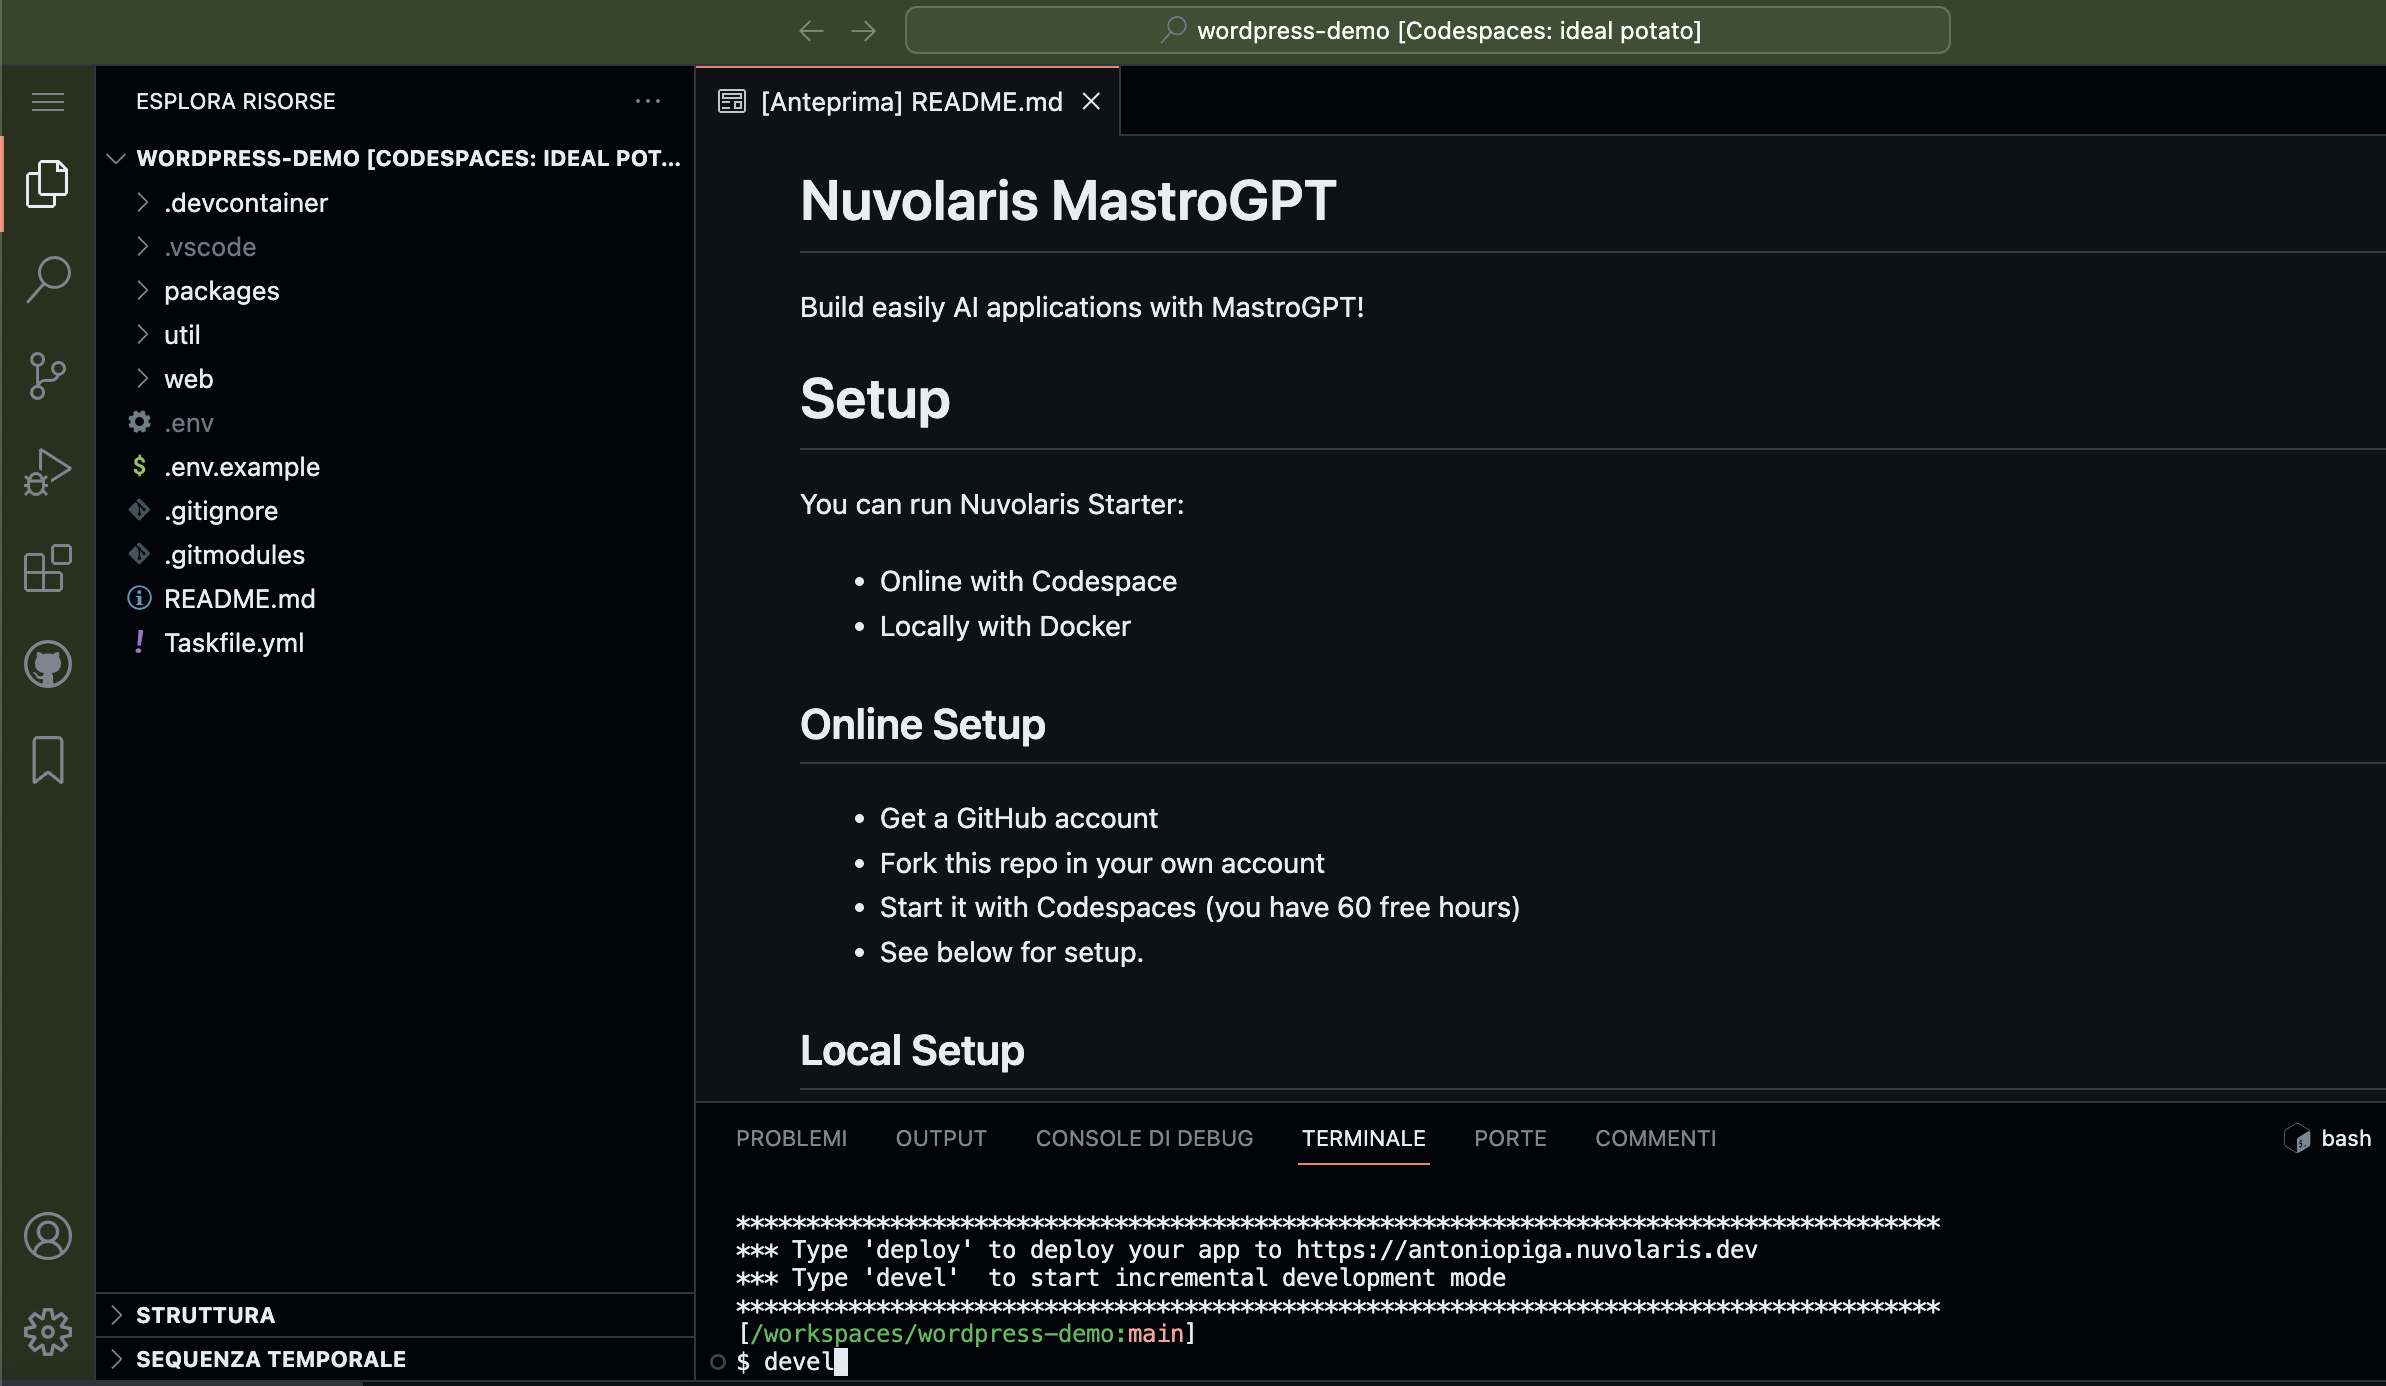 wordpress-demo [Codespaces: ideal potato]
ESPLORA RISORSE
WORDPRESS-DEMO [CODESPACES: IDEAL POT...
.devcontainer
.vscode
packages
util
web
.env
$ .env.example
.gitignore
.gitmodules
README.md
! Taskfile.yml
STRUTTURA
SEQUENZA TEMPORALE
[Anteprima] README.md
Nuvolaris MastroGPT
Build easily AI applications with MastroGPT!
Setup
You can run Nuvolaris Starter:
• Online with Codespace
• Locally with Docker
Online Setup
• Get a GitHub account
• Fork this repo in your own account
• Start it with Codespaces (you have 60 free hours)
• See below for setup.
Local Setup
PROBLEMI OUTPUT CONSOLE DI DEBUG TERMINALE PORTE COMMENTI bash
**************************************************************************************
*** Type 'deploy' to deploy your app to https://antoniopiga.nuvolaris.dev
*** Type 'devel'  to start incremental development mode
**************************************************************************************
[/workspaces/wordpress-demo:main]
$ devel